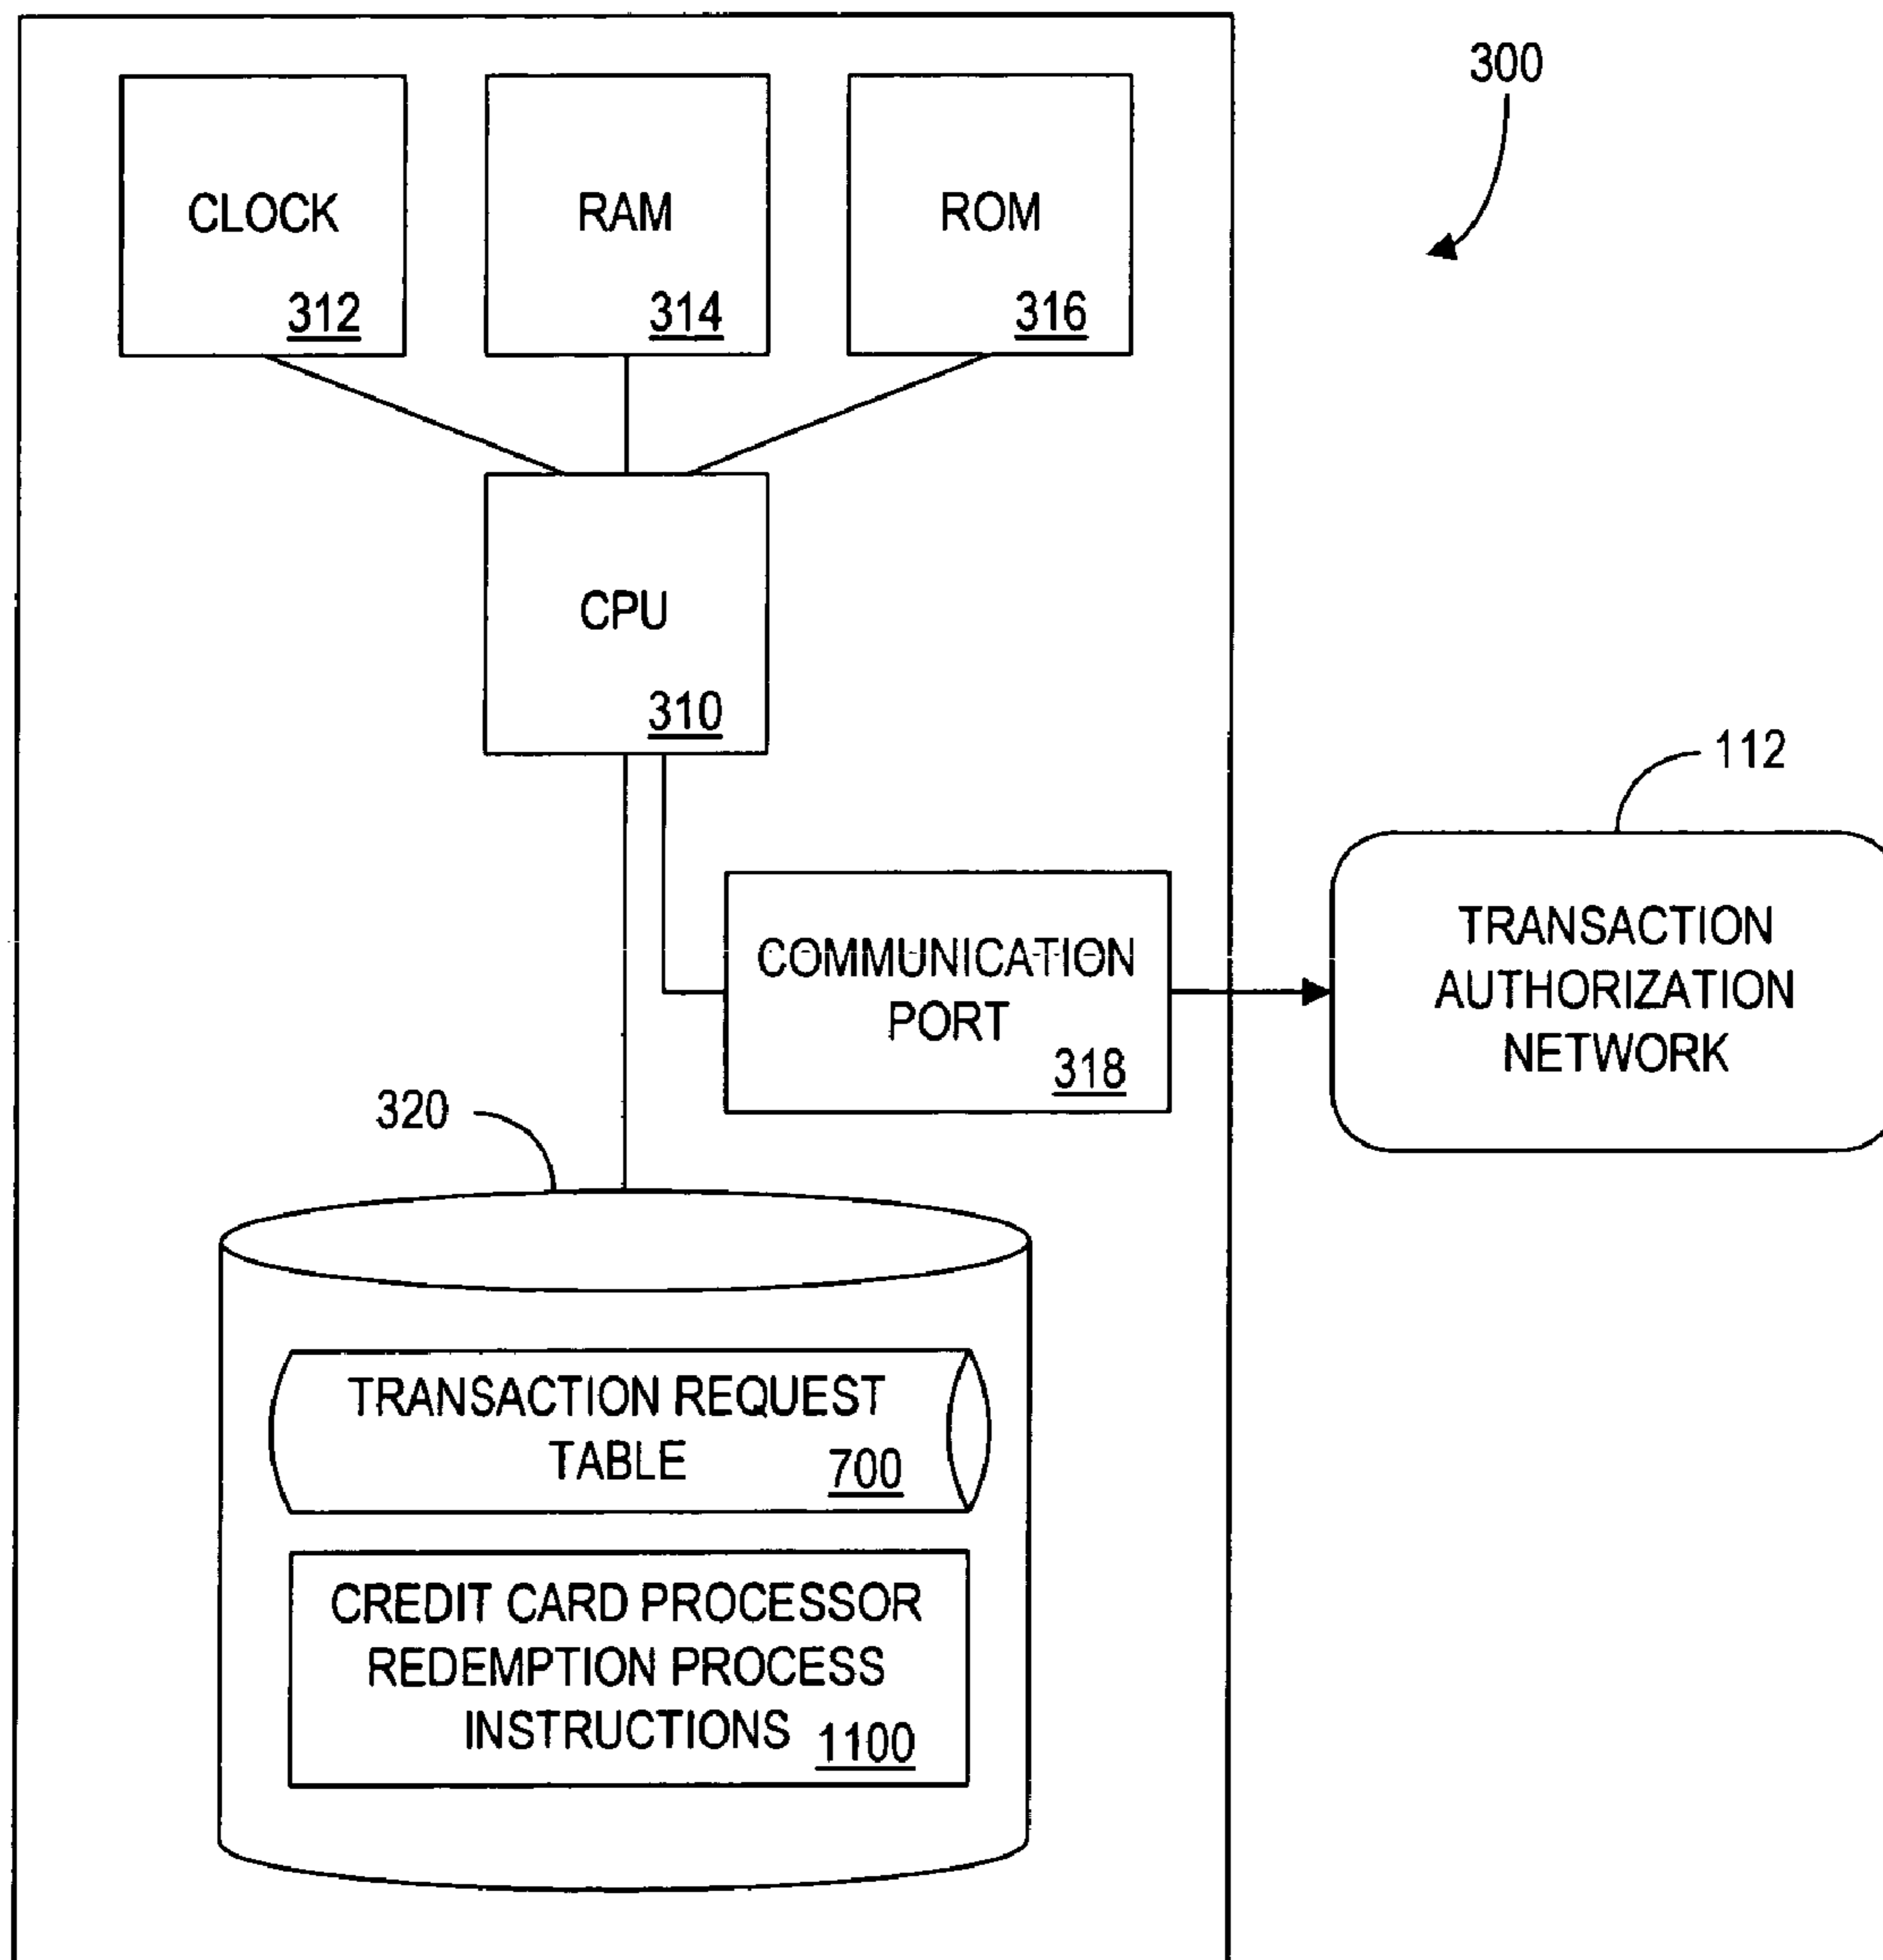 300
CLOCK
312
RAM
314
ROM
316
CPU
310
112
COMMUNICATION
PORT
318
TRANSACTION
AUTHORIZATION
NETWORK
320
TRANSACTION REQUEST
TABLE
700
CREDIT CARD PROCESSOR
REDEMPTION PROCESS
INSTRUCTIONS
1100